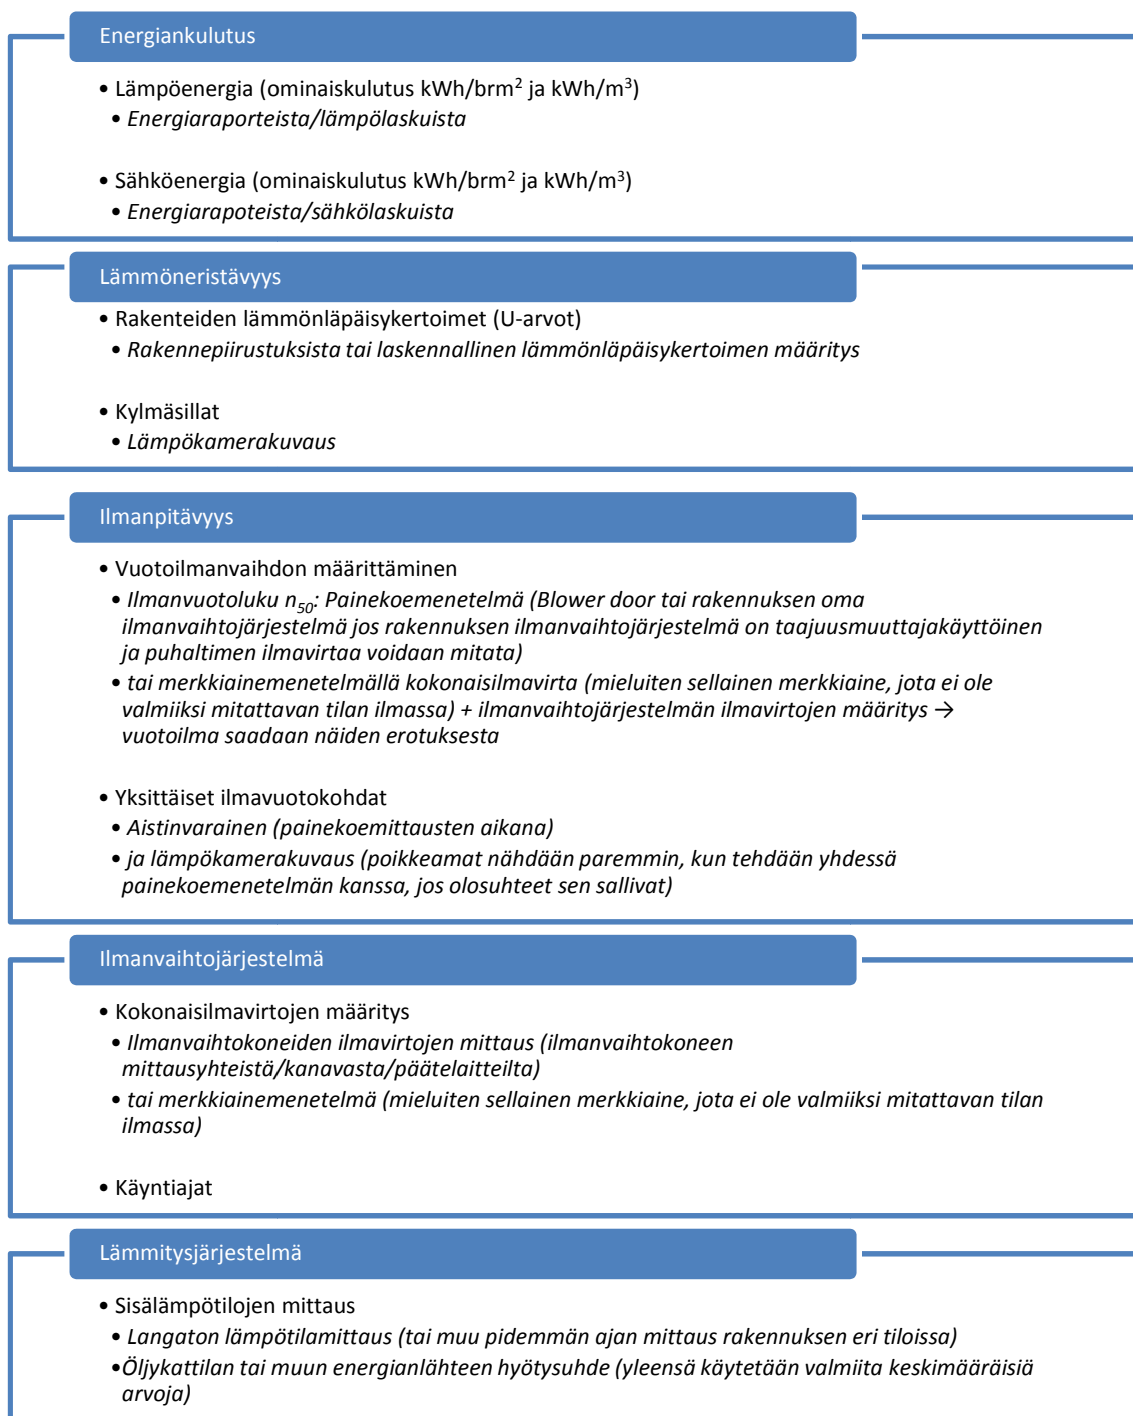 Energiankulutus
• Lämpöenergia (ominaiskulutus kWh/brm² ja kWh/m³)
• Energiaraporteista/lämpölaskuista
• Sähköenergia (ominaiskulutus kWh/brm² ja kWh/m³)
• Energiarapoteista/sähkölaskuista
Lämmöneristävyys
• Rakenteiden lämmönläpäisykertoimet (U-arvot)
• Rakennepiirustuksista tai laskennallinen lämmönläpäisykertoimen määritys
• Kylmäsillat
• Lämpökamerakuvaus
Ilmanpitävyys
• Vuotoilmanvaihdon määrittäminen
• Ilmanvuotoluku n₅₀: Painekoemenetelmä (Blower door tai rakennuksen oma
ilmanvaihtojärjestelmä jos rakennuksen ilmanvaihtojärjestelmä on taajuusmuuttajakäyttöinen
ja puhaltimen ilmavirtaa voidaan mitata)
• tai merkkiainemenetelmällä kokonaisilmavirta (mieluiten sellainen merkkiaine, jota ei ole
valmiiksi mitattavan tilan ilmassa) + ilmanvaihtojärjestelmän ilmavirtojen määritys →
vuotoilma saadaan näiden erotuksesta
• Yksittäiset ilmavuotokohdat
• Aistinvarainen (painekoemittausten aikana)
• ja lämpökamerakuvaus (poikkeamat nähdään paremmin, kun tehdään yhdessä
painekoemenetelmän kanssa, jos olosuhteet sen sallivat)
Ilmanvaihtojärjestelmä
• Kokonaisilmavirtojen määritys
• Ilmanvaihtokoneiden ilmavirtojen mittaus (ilmanvaihtokoneen
mittausyhteistä/kanavasta/päätelaitteilta)
• tai merkkiainemenetelmä (mieluiten sellainen merkkiaine, jota ei ole valmiiksi mitattavan tilan
ilmassa)
• Käyntiajat
Lämmitysjärjestelmä
• Sisälämpötilojen mittaus
• Langaton lämpötilamittaus (tai muu pidemmän ajan mittaus rakennuksen eri tiloissa)
•Öljykattilan tai muun energianlähteen hyötysuhde (yleensä käytetään valmiita keskimääräisiä
arvoja)